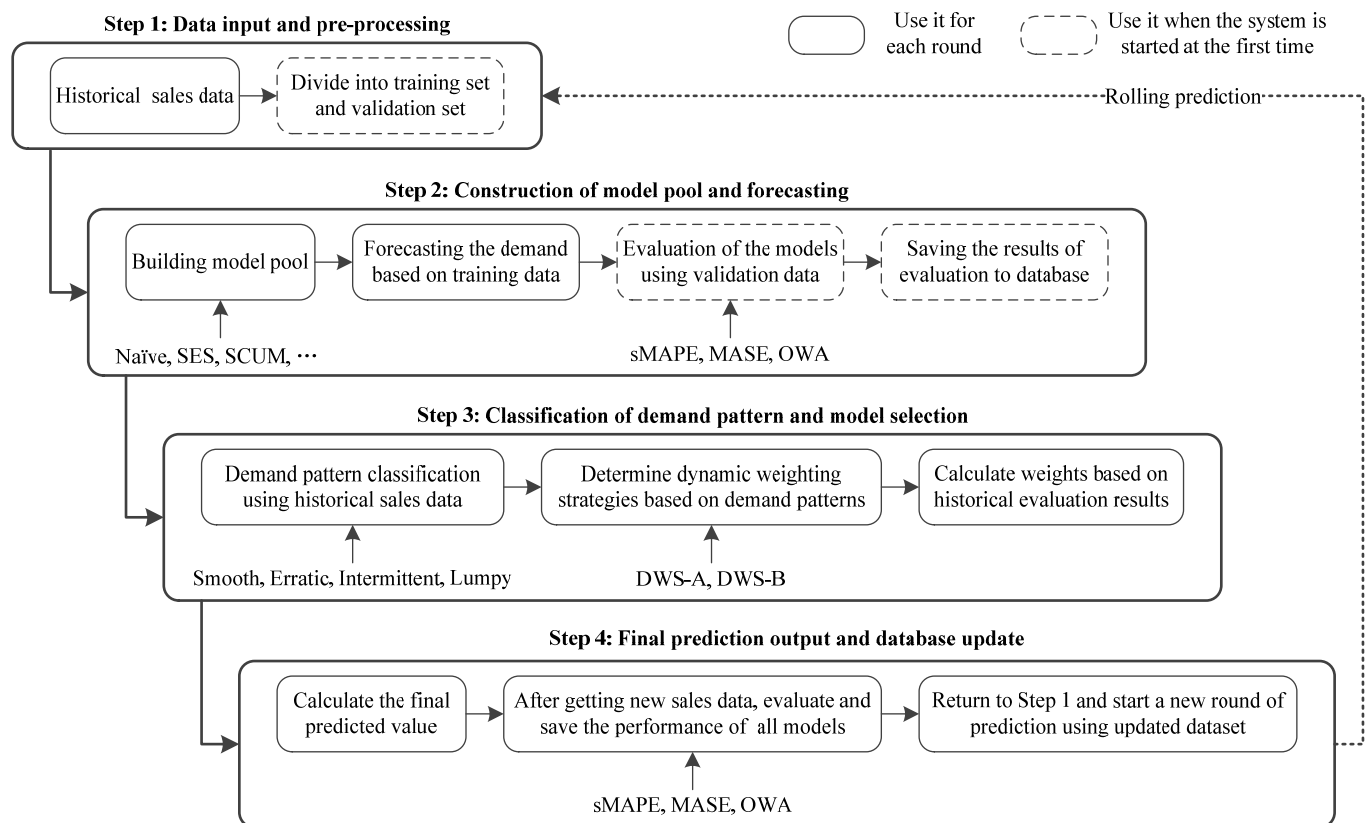 Step 1: Data input and pre-processing
Use it for
each round
Use it when the system is
started at the first time
Historical sales data
Divide into training set
and validation set
Rolling prediction
Step 2: Construction of model pool and forecasting
Building model pool
Forecasting the demand
based on training data
Evaluation of the models
using validation data
Saving the results of
evaluation to database
Naïve, SES, SCUM, ···
sMAPE, MASE, OWA
Step 3: Classification of demand pattern and model selection
Demand pattern classification
using historical sales data
Determine dynamic weighting
strategies based on demand patterns
Calculate weights based on
historical evaluation results
Smooth, Erratic, Intermittent, Lumpy
DWS-A, DWS-B
Step 4: Final prediction output and database update
Calculate the final
predicted value
After getting new sales data, evaluate and
save the performance of all models
Return to Step 1 and start a new round of
prediction using updated dataset
sMAPE, MASE, OWA